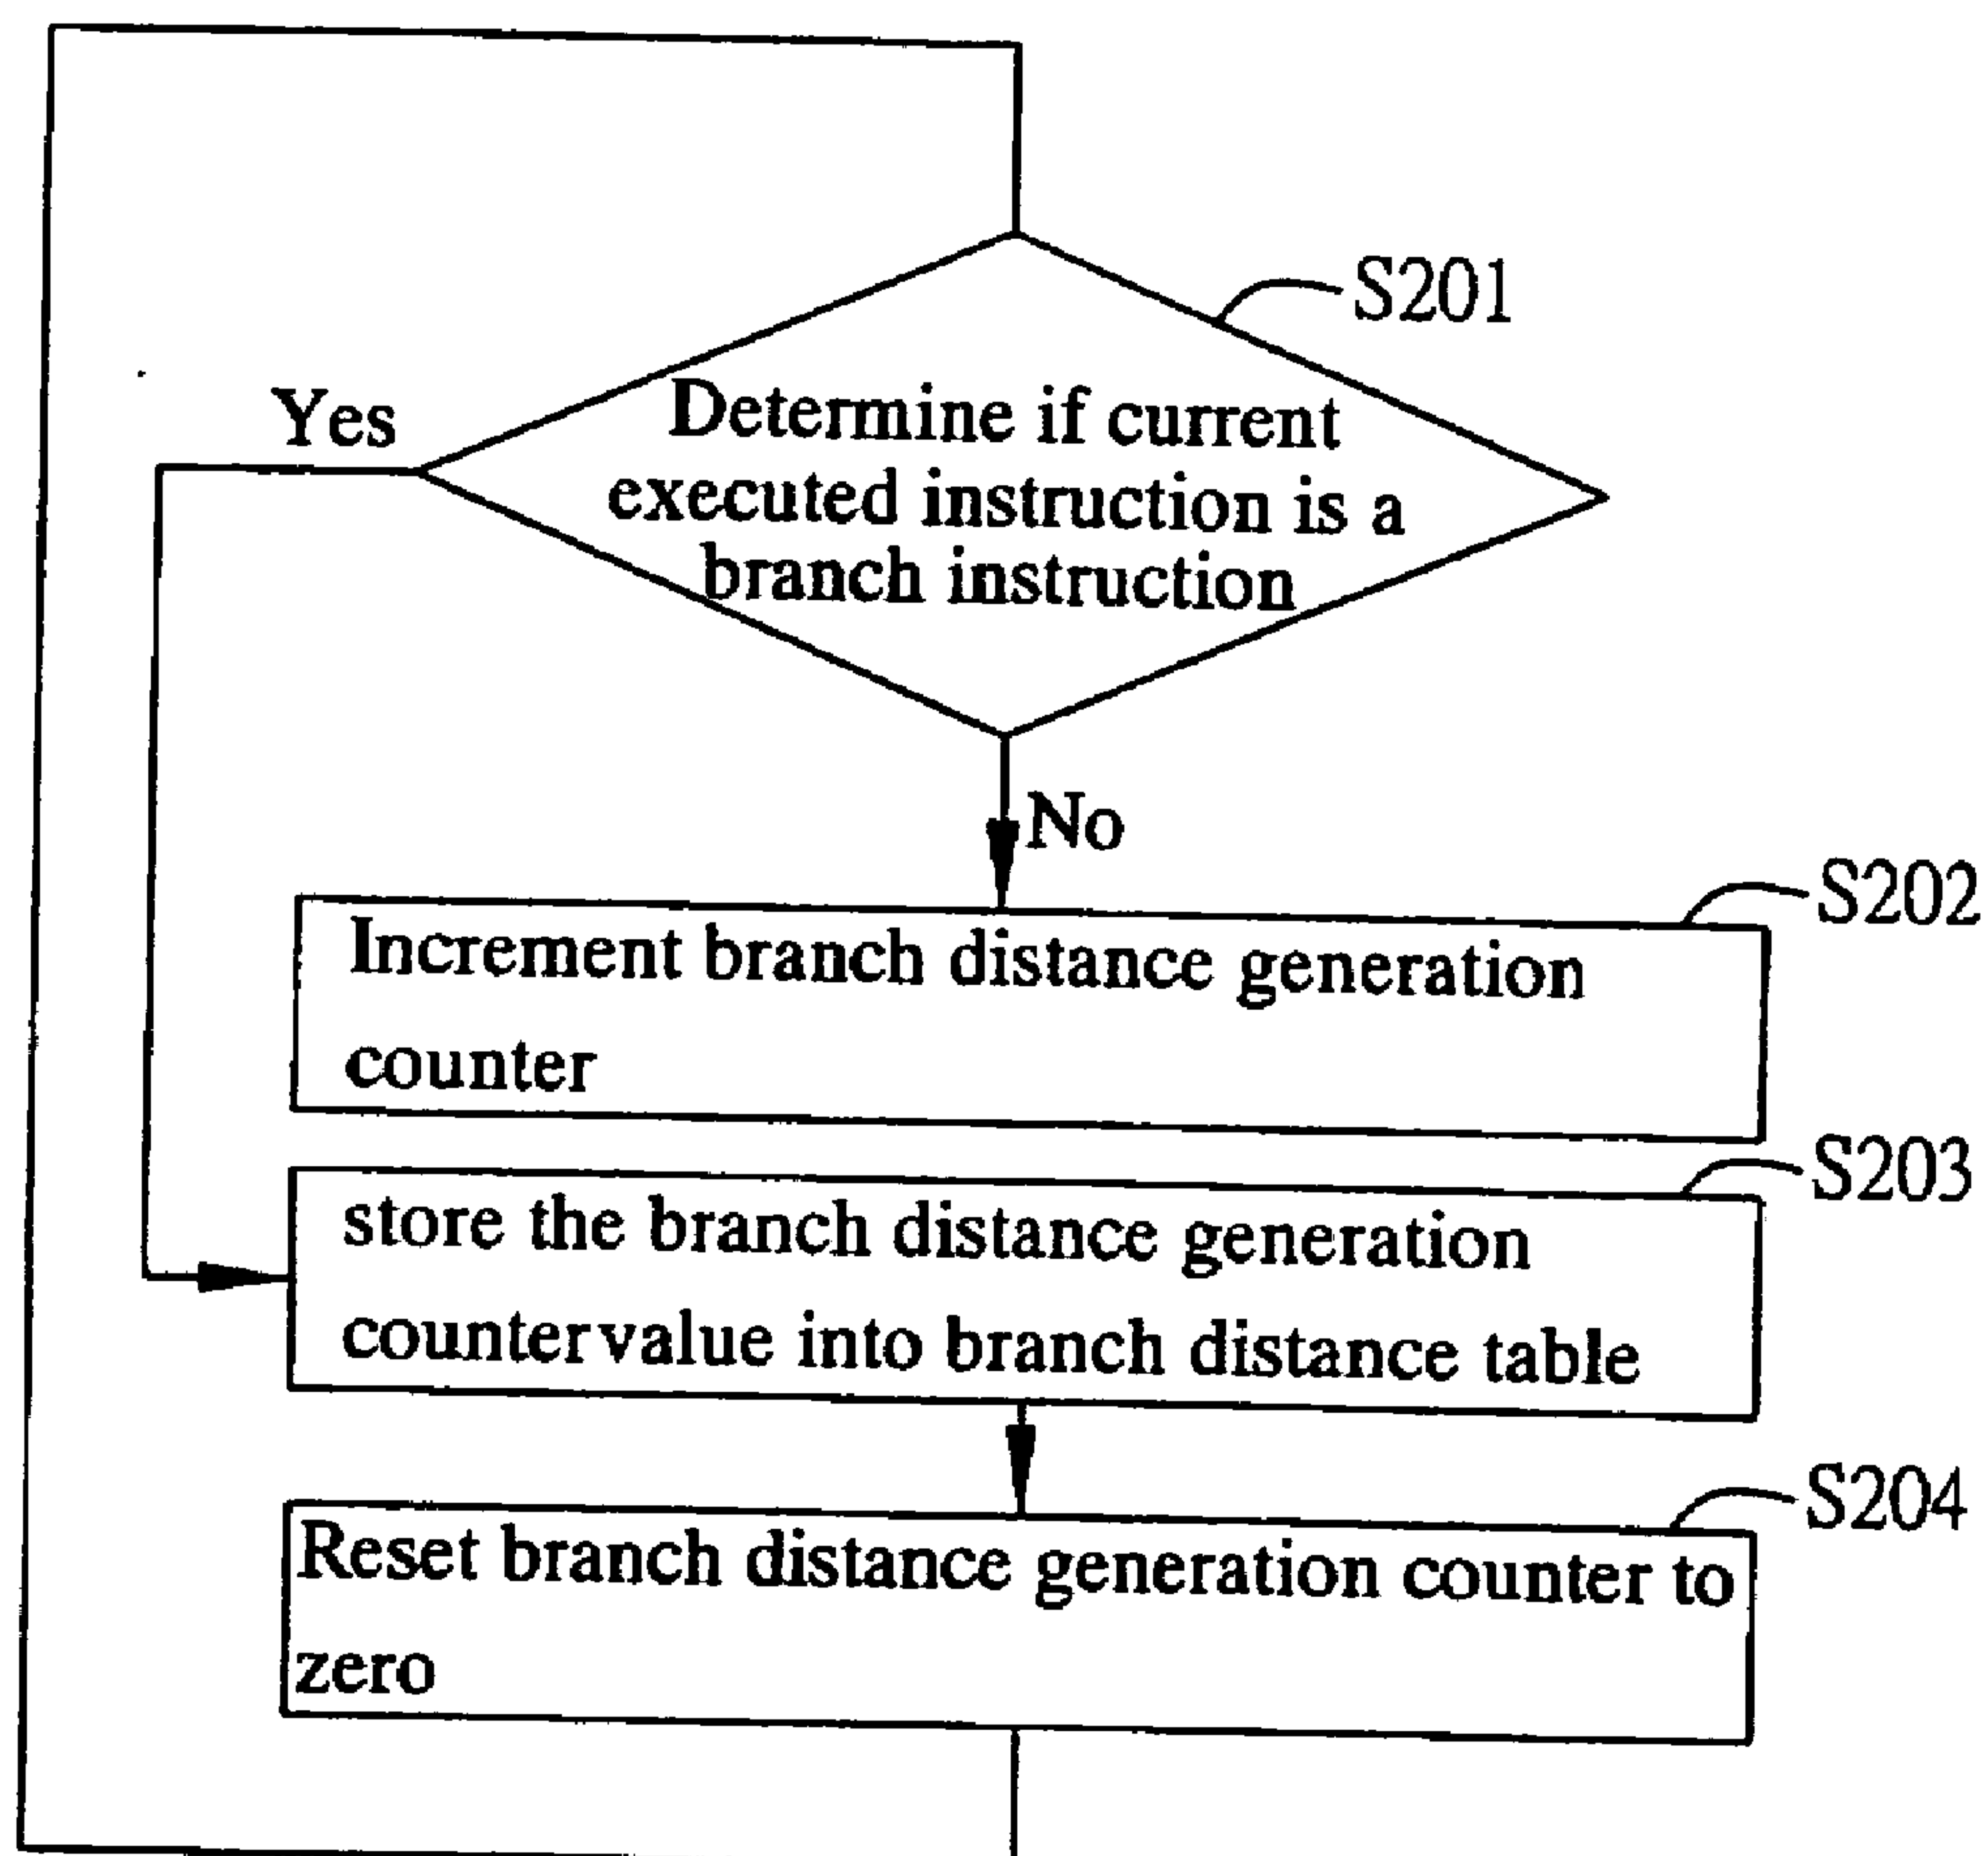 S201
Yes
Determine if current
executed instruction is a
branch instruction
No
S202
Increment branch distance generation
counter
S203
store the branch distance generation
countervalue into branch distance table
S204
Reset branch distance generation counter to
zero